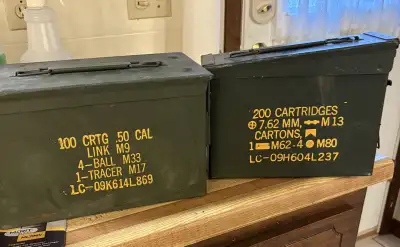 100 CRTG .50 CAL
LINK M9
4-BALL M33
1-TRACER M17
LC-09K614L869
200 CARTRIDGES
7.62 MM, M13
CARTONS,
1 M62-4 M80
LC-09H604L237